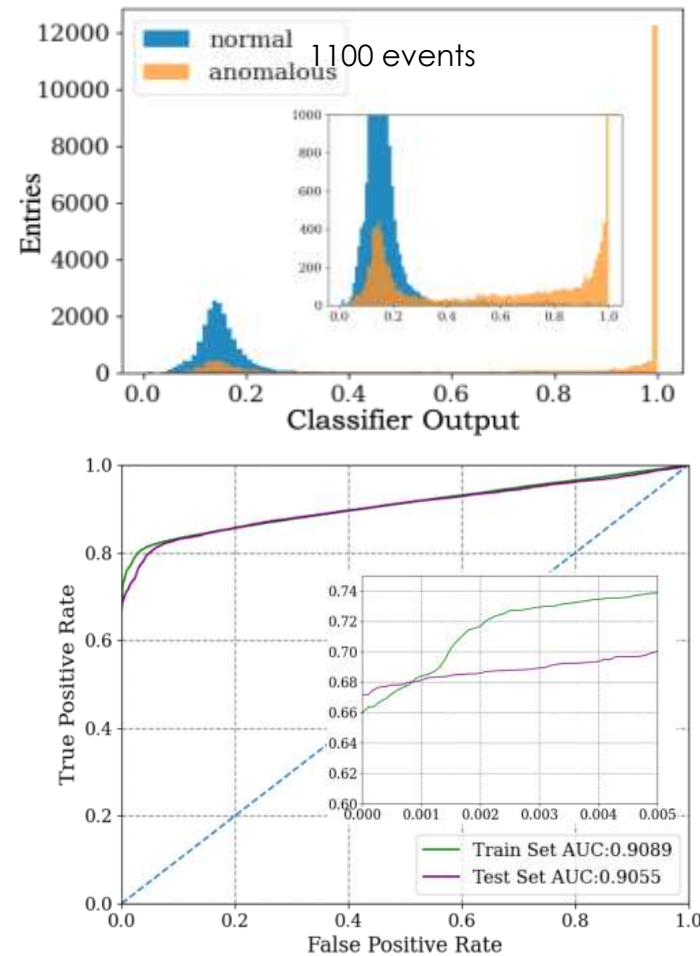 12000
10000
8000
6000
4000
2000
0
Entries
normal
anomalous
1100 events
1000
800
600
400
200
0
0.0 0.2 0.4 0.6 0.8 1.0
0.0 0.2 0.4 0.6 0.8 1.0
Classifier Output
1.0
0.8
0.6
0.4
0.2
0.0
True Positive Rate
0.74
0.72
0.70
0.68
0.66
0.64
0.62
0.60
0.000 0.001 0.002 0.003 0.004 0.005
Train Set AUC:0.9089
Test Set AUC:0.9055
0.0 0.2 0.4 0.6 0.8 1.0
False Positive Rate